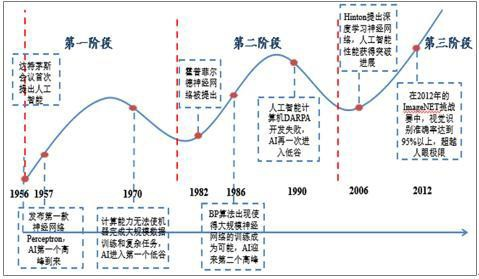 第一阶段
第二阶段
第三阶段
达特茅斯
会议首次
提出人工
智能
霍普菲尔
德神经网
络被提出
Hinton提出深
度学习神经网
络，人工智能
性能获得突破
进展
人工智能计
算机DARPA
开发失败，
AI再一次进
入低谷
在2012年的
ImageNET挑战
赛中，视觉识
别准确率达到
95%以上，超越
人眼极限
1956
1957
1970
1982
1986
1990
2006
2012
发布第一款
神经网络
Perceptron，
AI第一个高
峰到来
计算能力无法使机
器完成大规模数据
训练和复杂任务，
AI进入第一个低谷
BP算法出现使
得大规模神经
网络的训练成
为可能，AI迎
来第二个高峰